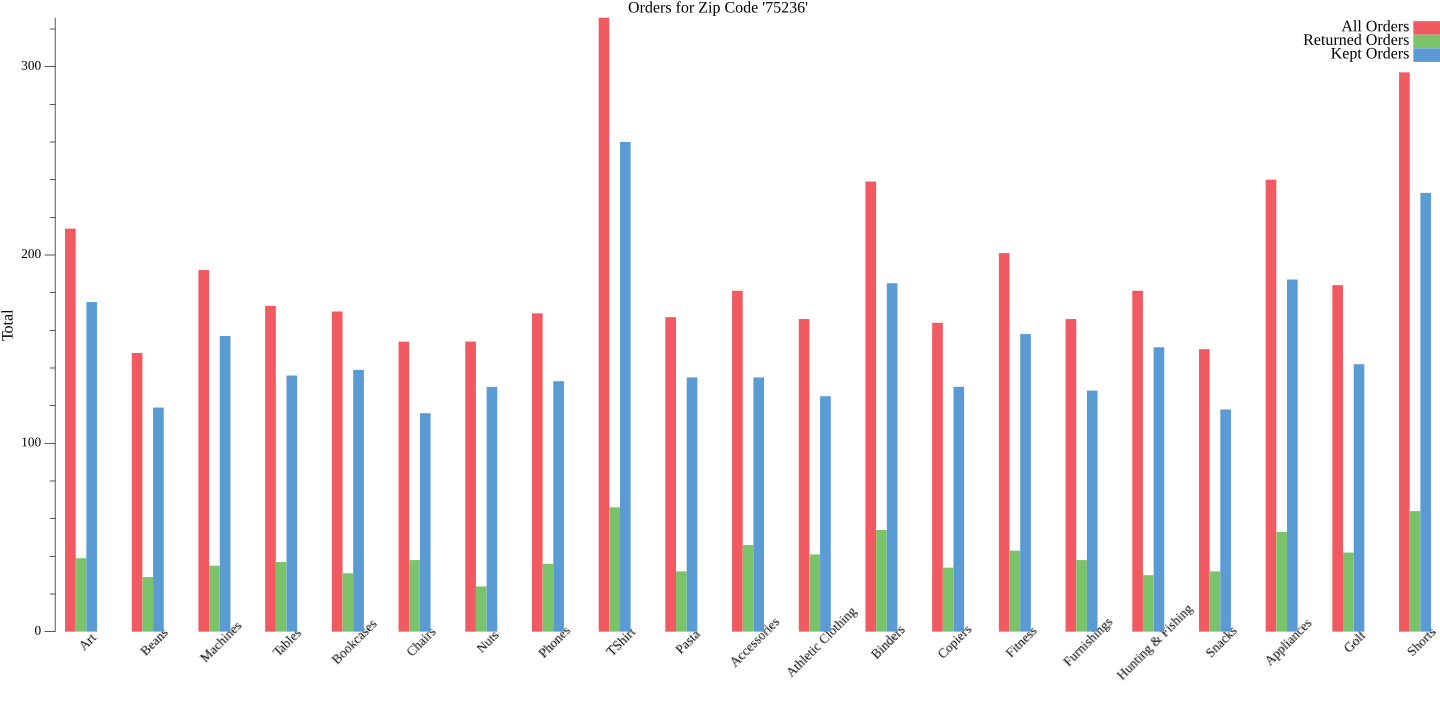 Orders for Zip Code '75236'
All Orders
Returned Orders
Kept Orders
Total
300
200
100
0
Art
Beans
Machines
Tables
Bookcases
Chairs
Nuts
Phones
TShirt
Pasta
Accessories
Athletic Clothing
Binders
Copiers
Fitness
Furnishings
Hunting & Fishing
Snacks
Appliances
Golf
Shorts